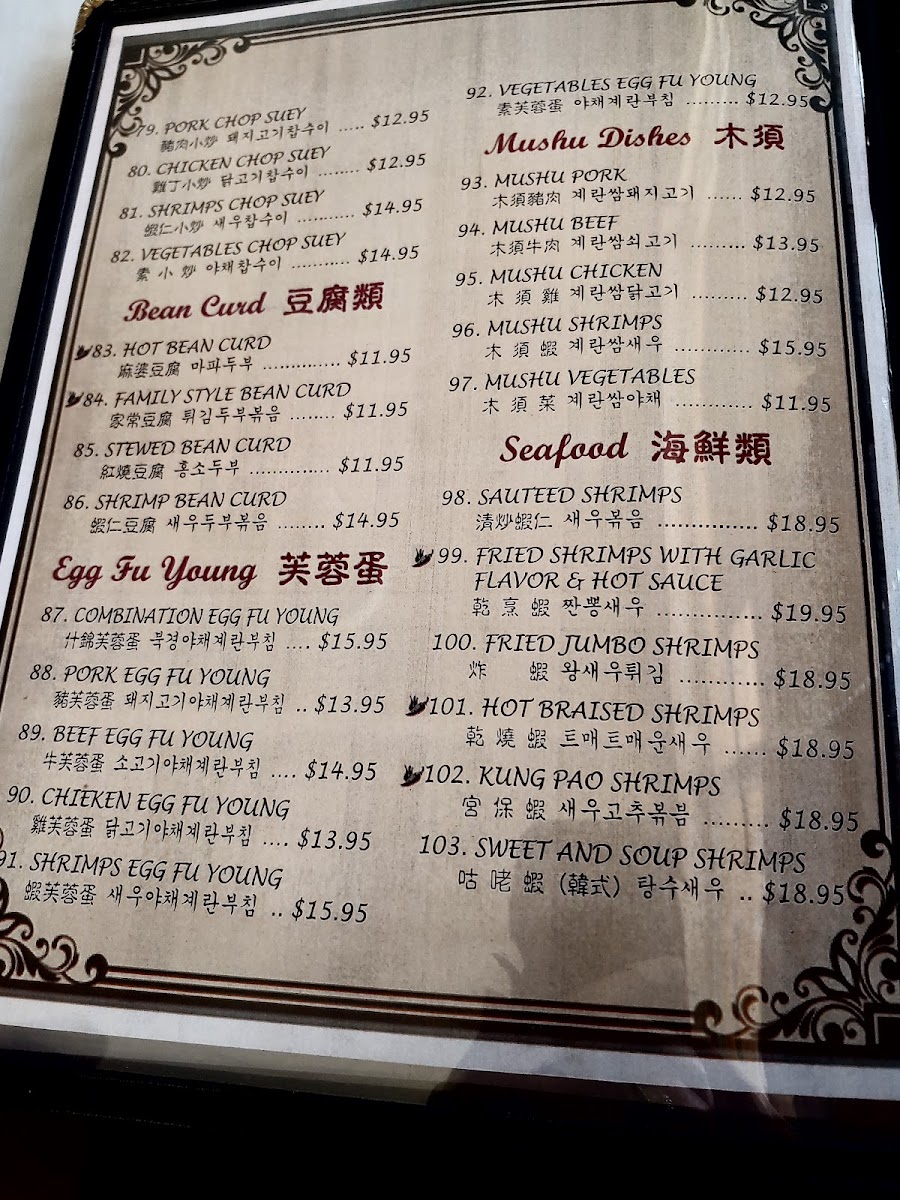 79. PORK CHOP SUEY
豬肉小炒 돼지고기찹수이 ..... $12.95
80. CHICKEN CHOP SUEY
雞丁小炒 닭고기찹수이 ........ $12.95
81. SHRIMPS CHOP SUEY
蝦仁小炒 새우찹수이 ........... $14.95
82. VEGETABLES CHOP SUEY
素 小 炒 야채찹수이 ........... $14.95
Bean Curd 豆腐類
83. HOT BEAN CURD
麻婆豆腐 마파두부 .............. $11.95
84. FAMILY STYLE BEAN CURD
家常豆腐 튀김두부볶음 ........ $11.95
85. STEWED BEAN CURD
紅燒豆腐 홍소두부 .............. $11.95
86. SHRIMP BEAN CURD
蝦仁豆腐 새우두부볶음 ........ $14.95
Egg Fu Young 芙蓉蛋
87. COMBINATION EGG FU YOUNG
什錦芙蓉蛋 북경야채계란부침 .... $15.95
88. PORK EGG FU YOUNG
豬芙蓉蛋 돼지고기야채계란부침 .. $13.95
89. BEEF EGG FU YOUNG
牛芙蓉蛋 소고기야채계란부침 .... $14.95
90. CHIEKEN EGG FU YOUNG
雞芙蓉蛋 닭고기야채계란부침 .... $13.95
91. SHRIMPS EGG FU YOUNG
蝦芙蓉蛋 새우야채계란부침 .. $15.95
92. VEGETABLES EGG FU YOUNG
素芙蓉蛋 야채계란부침 ......... $12.95
Mushu Dishes 木須
93. MUSHU PORK
木須豬肉 계란쌈돼지고기 ...... $12.95
94. MUSHU BEEF
木須牛肉 계란쌈쇠고기 ......... $13.95
95. MUSHU CHICKEN
木 須 雞 계란쌈닭고기 ......... $12.95
96. MUSHU SHRIMPS
木 須 蝦 계란쌈새우 ............ $15.95
97. MUSHU VEGETABLES
木 須 菜 계란쌈야채 ............ $11.95
Seafood 海鮮類
98. SAUTEED SHRIMPS
清炒蝦仁 새우볶음 ................ $18.95
99. FRIED SHRIMPS WITH GARLIC
FLAVOR & HOT SAUCE
乾 烹 蝦 깐뽕새우 ................ $19.95
100. FRIED JUMBO SHRIMPS
炸 蝦 왕새우튀김 ............ $18.95
101. HOT BRAISED SHRIMPS
乾 燒 蝦 트매트매운새우 ...... $18.95
102. KUNG PAO SHRIMPS
宮 保 蝦 새우고추볶븜 ......... $18.95
103. SWEET AND SOUP SHRIMPS
咕 咾 蝦 (韓式) 탕수새우 .. $18.95